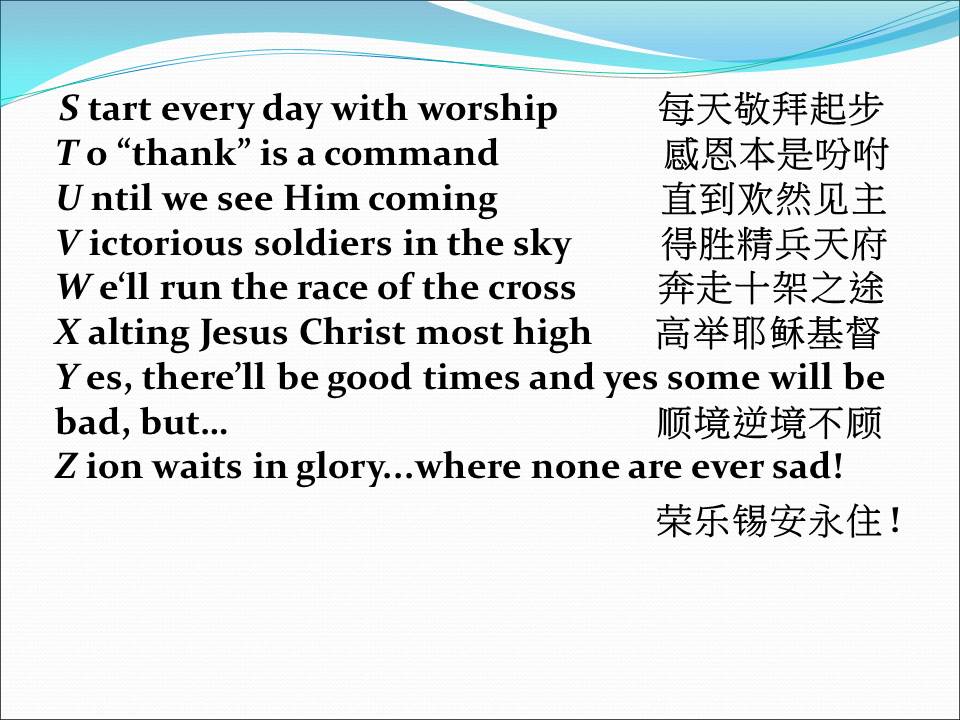 S tart every day with worship 每天敬拜起步
T o “thank” is a command 感恩本是吩咐
U ntil we see Him coming 直到欢然见主
V ictorious soldiers in the sky 得胜精兵天府
W e‘ll run the race of the cross 奔走十架之途
X alting Jesus Christ most high 高举耶稣基督
Y es, there’ll be good times and yes some will be
bad, but… 顺境逆境不顾
Z ion waits in glory...where none are ever sad!
荣乐锡安永住！